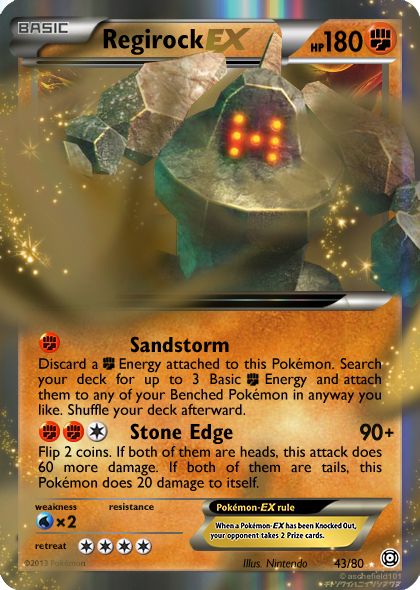 BASIC
Regirock EX
HP 180
Sandstorm
Discard a Energy attached to this Pokémon. Search
your deck for up to 3 Basic Energy and attach
them to any of your Benched Pokémon in anyway you
like. Shuffle your deck afterward.
Stone Edge 90+
Flip 2 coins. If both of them are heads, this attack does
60 more damage. If both of them are tails, this
Pokémon does 20 damage to itself.
weakness resistance
×2
Pokémon-EX rule
When a Pokémon-EX has been Knocked Out,
your opponent takes 2 Prize cards.
retreat
©2013 Pokémon
Illus. Nintendo
43/80
© aschefield101